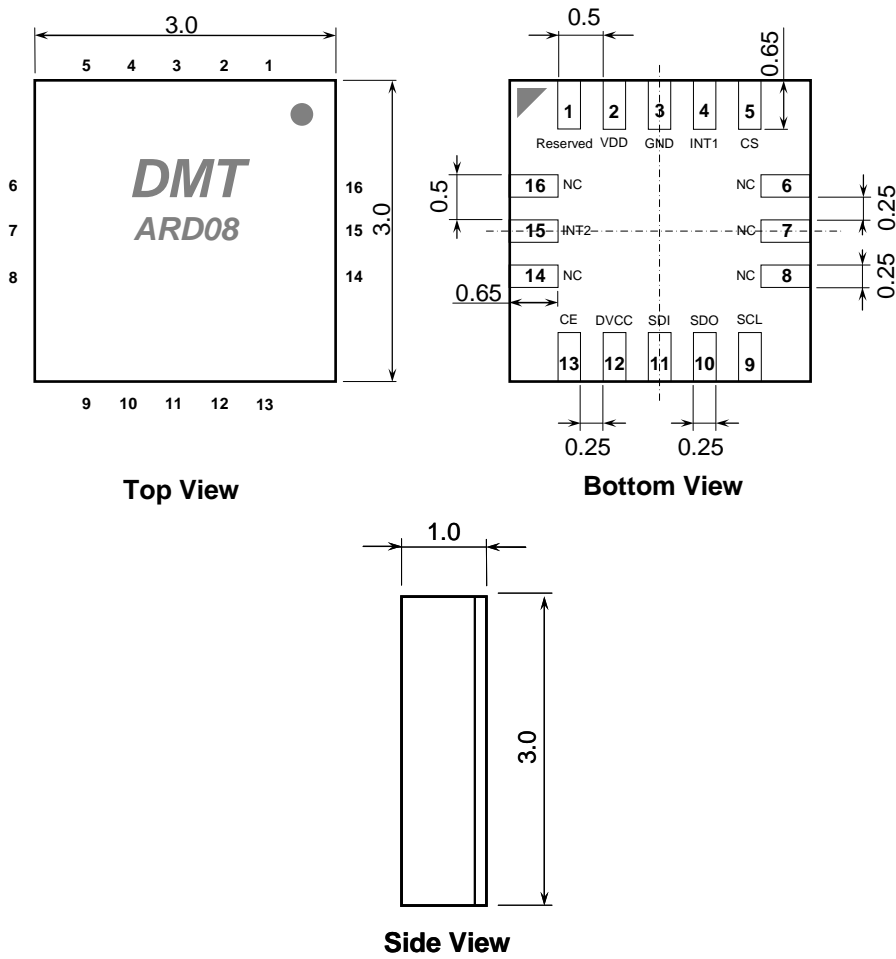 3.0
5 4 3 2 1
DMT
ARD08
6
7
8
16
15
14
3.0
9 10 11 12 13
Top View
0.5
0.65
1 2 3 4 5
Reserved VDD GND INT1 CS
16 NC
NC 6
0.5
0.25
15 INT2
NC 7
14 NC
NC 8
0.25
0.65
CE DVCC SDI SDO SCL
13 12 11 10 9
0.25 0.25
Bottom View
1.0
3.0
Side View